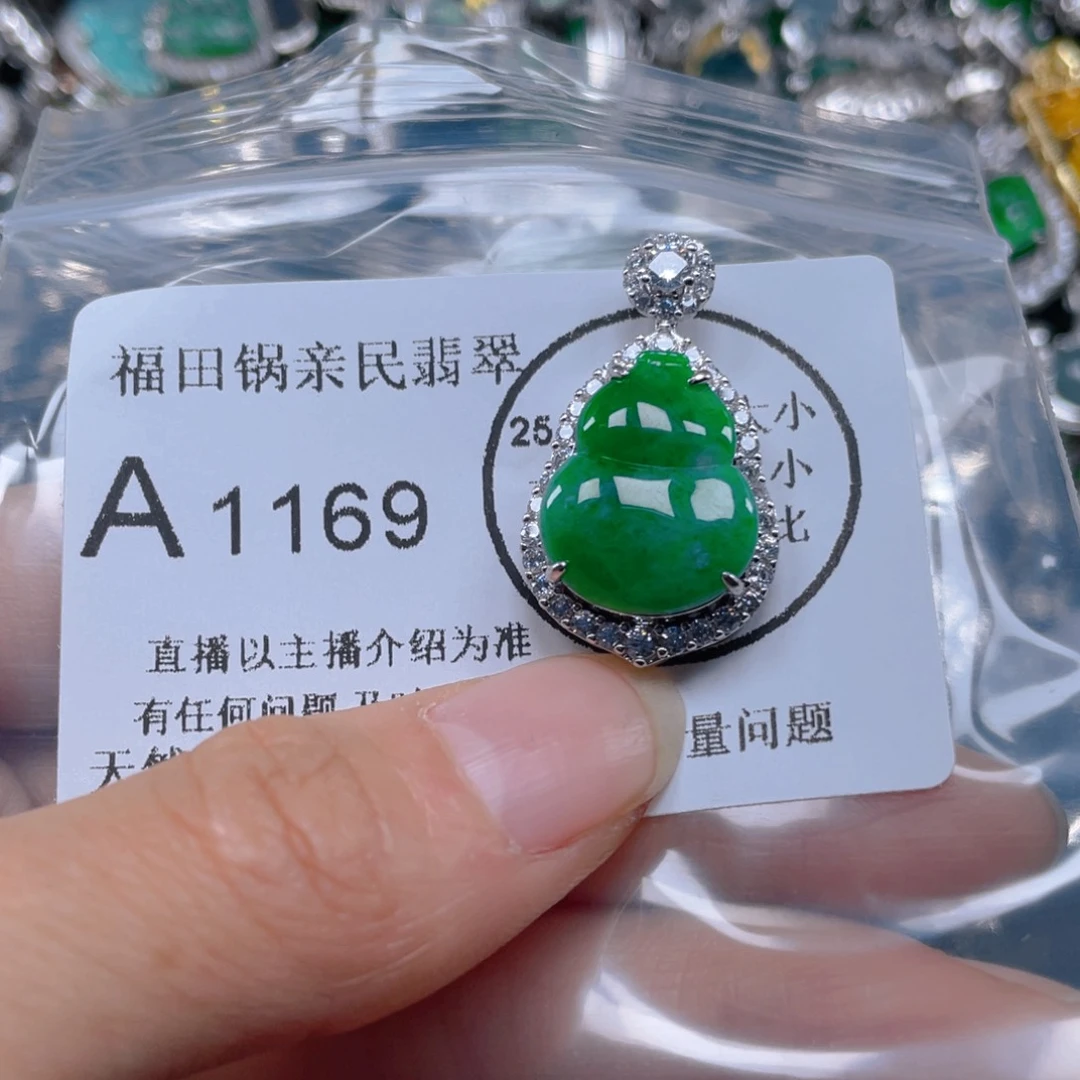 福田锅亲民翡翠
A 1169
25
小
小
直播以主播介绍为准
有任何问题
量问题